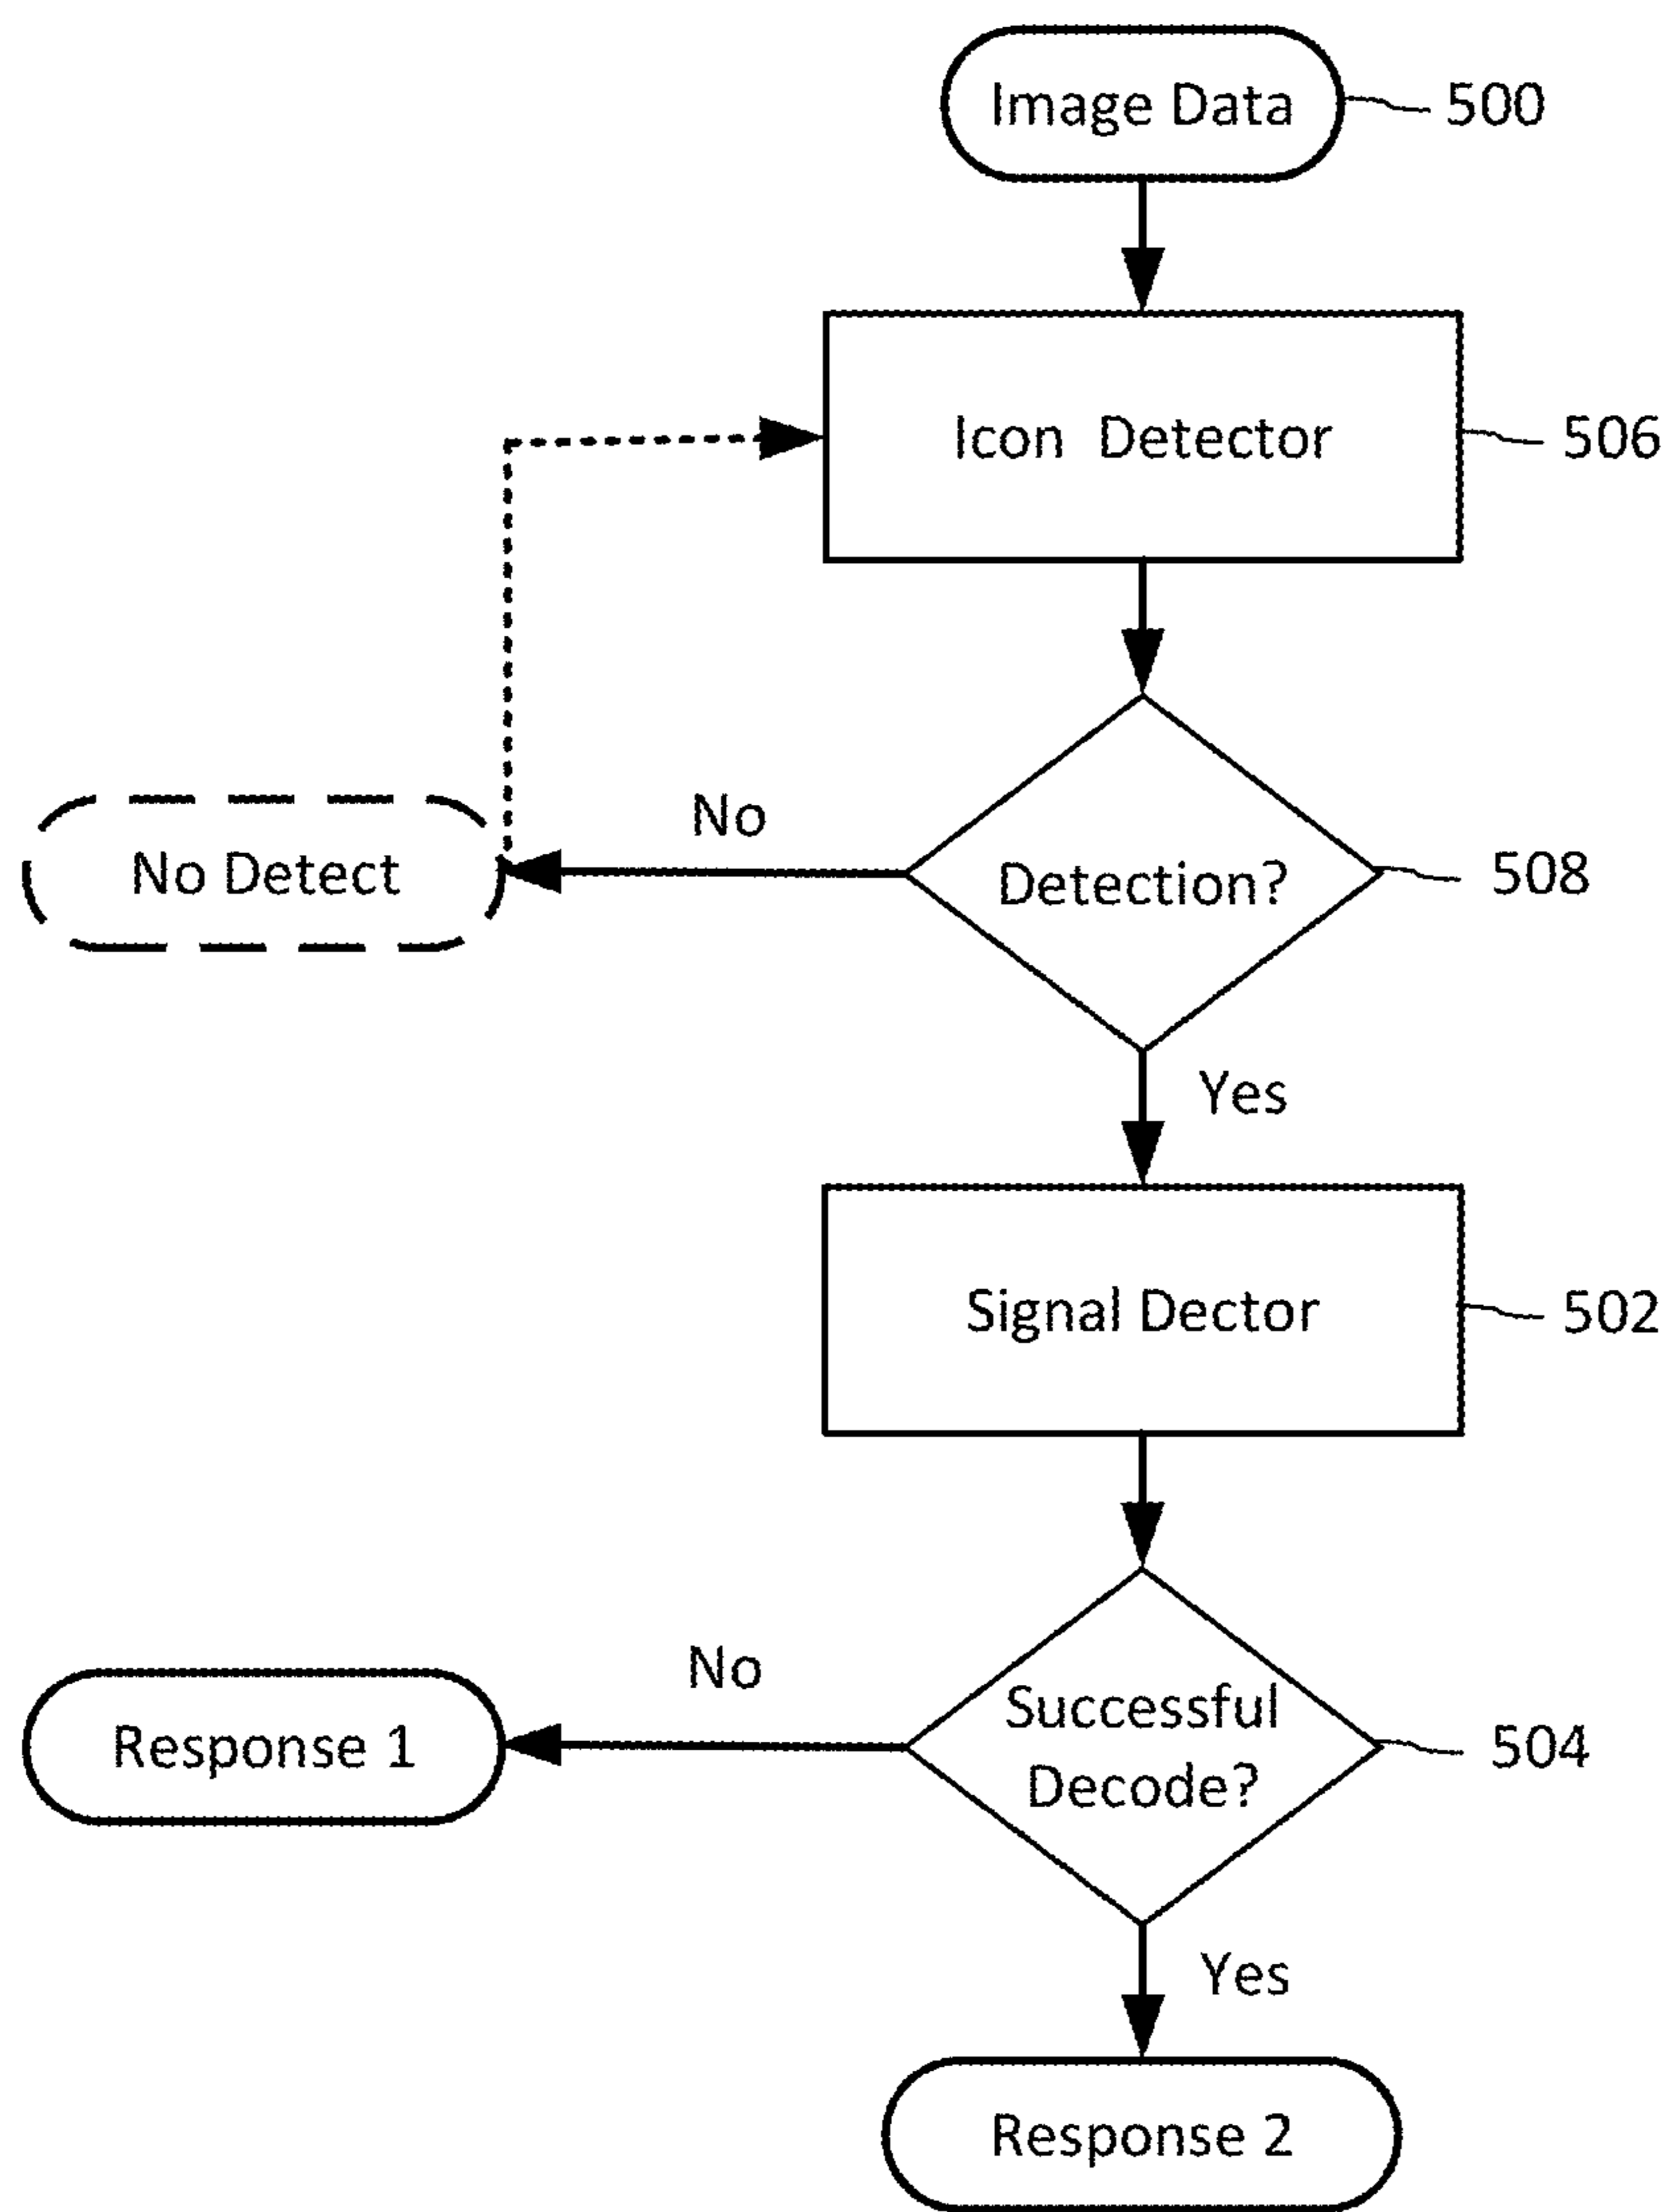 Image Data
500
Icon Detector
506
No
No Detect
Detection?
508
Yes
Signal Dector
502
No
Response 1
Successful
Decode?
504
Yes
Response 2